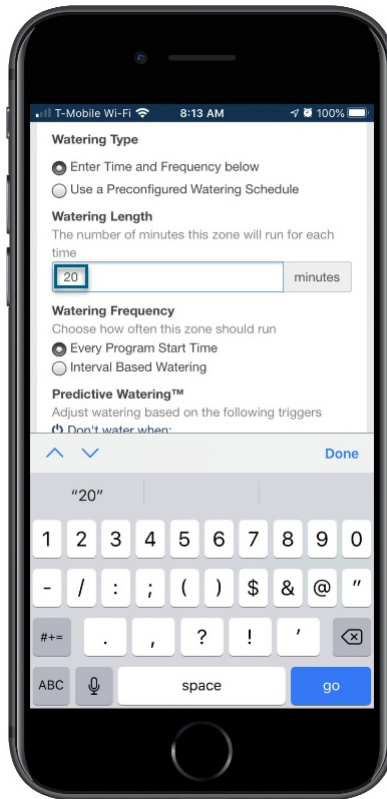 T-Mobile Wi-Fi 8:13 AM 100%
Watering Type
Enter Time and Frequency below
Use a Preconfigured Watering Schedule
Watering Length
The number of minutes this zone will run for each
time
20 minutes
Watering Frequency
Choose how often this zone should run
Every Program Start Time
Interval Based Watering
Predictive Watering™
Adjust watering based on the following triggers
Don't water when:
Done
“20”
1 2 3 4 5 6 7 8 9 0
- / : ; ( ) $ & @ "
#+= . , ? ! ’
ABC space go